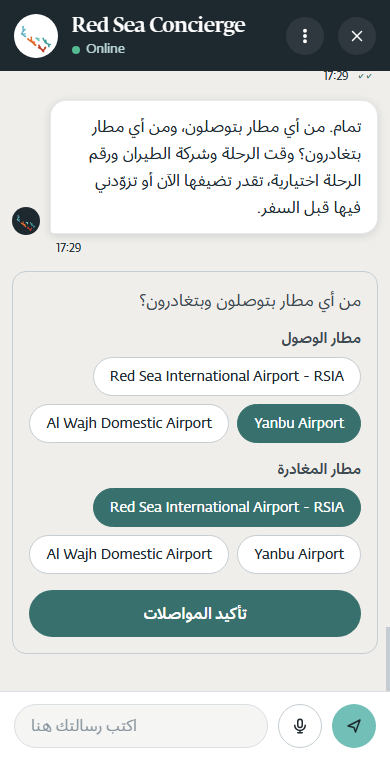 Red Sea Concierge
Online
17:29
تمام. من أي مطار بتوصلون، ومن أي مطار
بتغادرون؟ وقت الرحلة وشركة الطيران ورقم
الرحلة اختيارية، تقدر تضيفها الآن أو تزوّدني
فيها قبل السفر.
17:29
من أي مطار بتوصلون وبتغادرون؟
مطار الوصول
Red Sea International Airport - RSIA
Yanbu Airport
Al Wajh Domestic Airport
مطار المغادرة
Red Sea International Airport - RSIA
Yanbu Airport
Al Wajh Domestic Airport
تأكيد المواصلات
اكتب رسالتك هنا